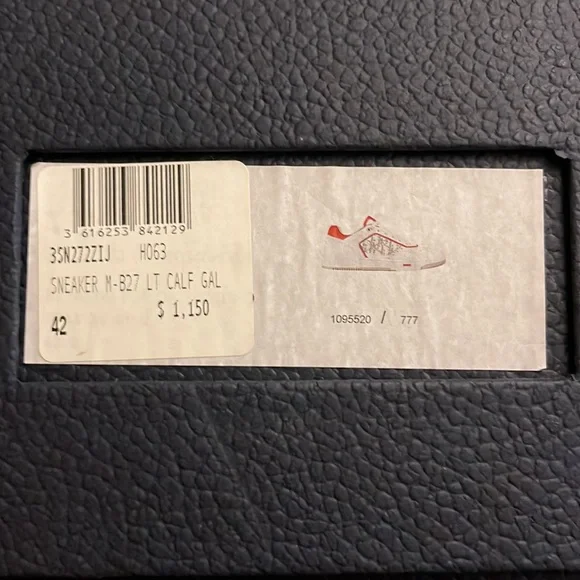 3 616253 842129
3SN272ZIJ H063
SNEAKER M-B27 LT CALF GAL
$ 1,150
42
1095520 / 777